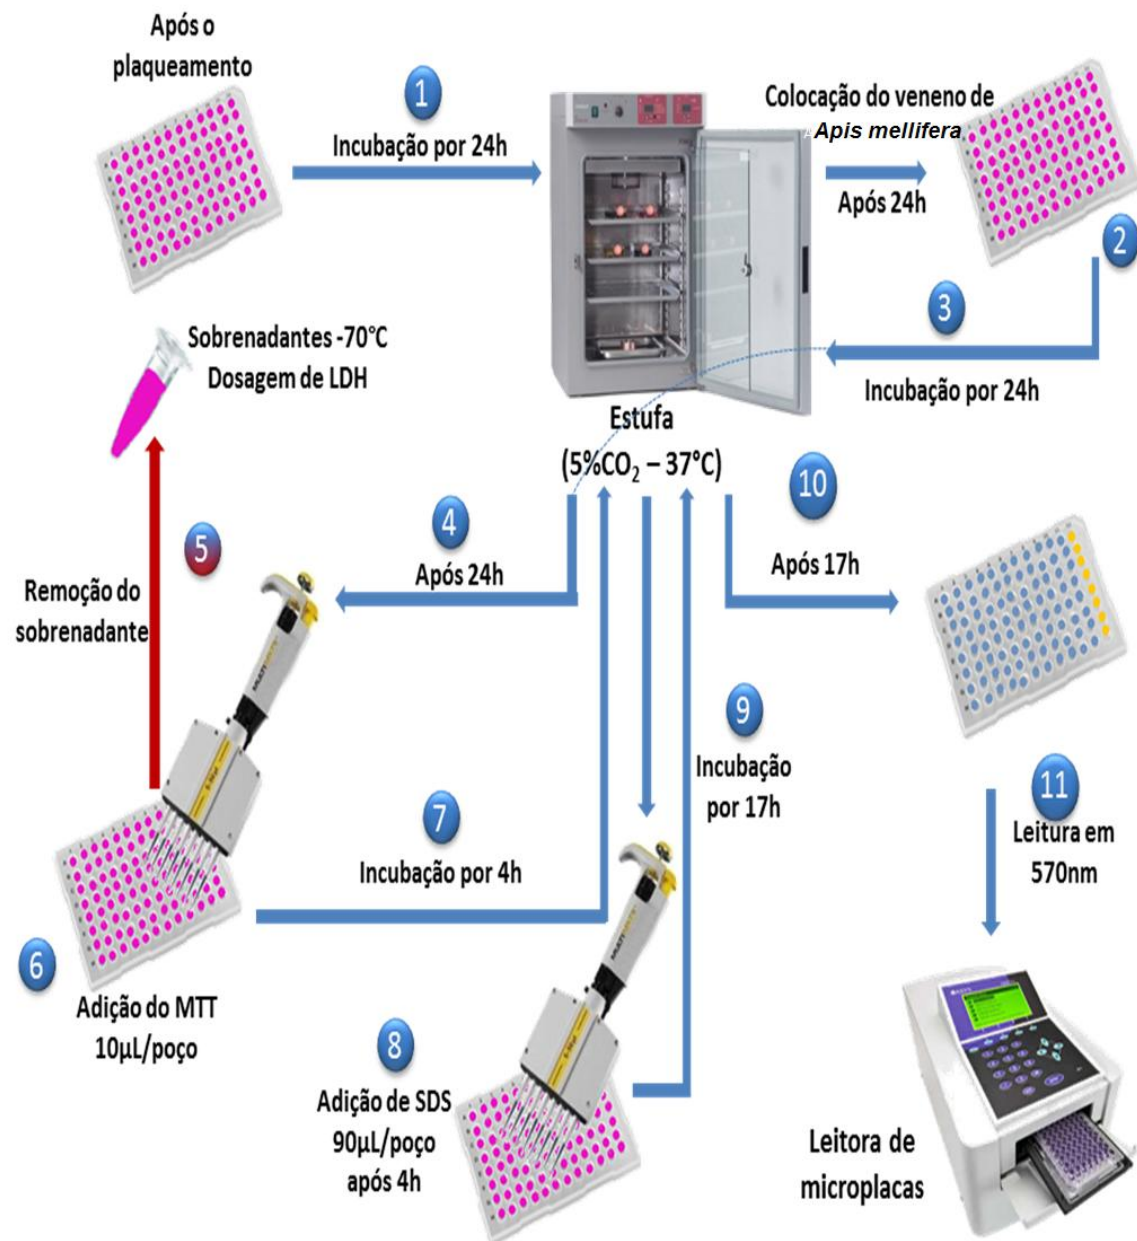 Após o
plaqueamento
1
Incubação por 24h
Colocação do veneno de
Apis mellifera
Após 24h
2
3
Incubação por 24h
Sobrenadantes -70°C
Dosagem de LDH
Estufa
(5%CO₂ – 37°C)
10
4
Após 24h
Após 17h
5
Remoção do
sobrenadante
9
Incubação
por 17h
11
Leitura em
570nm
7
Incubação por 4h
6
Adição do MTT
10µL/poço
8
Adição de SDS
90µL/poço
após 4h
Leitora de
microplacas